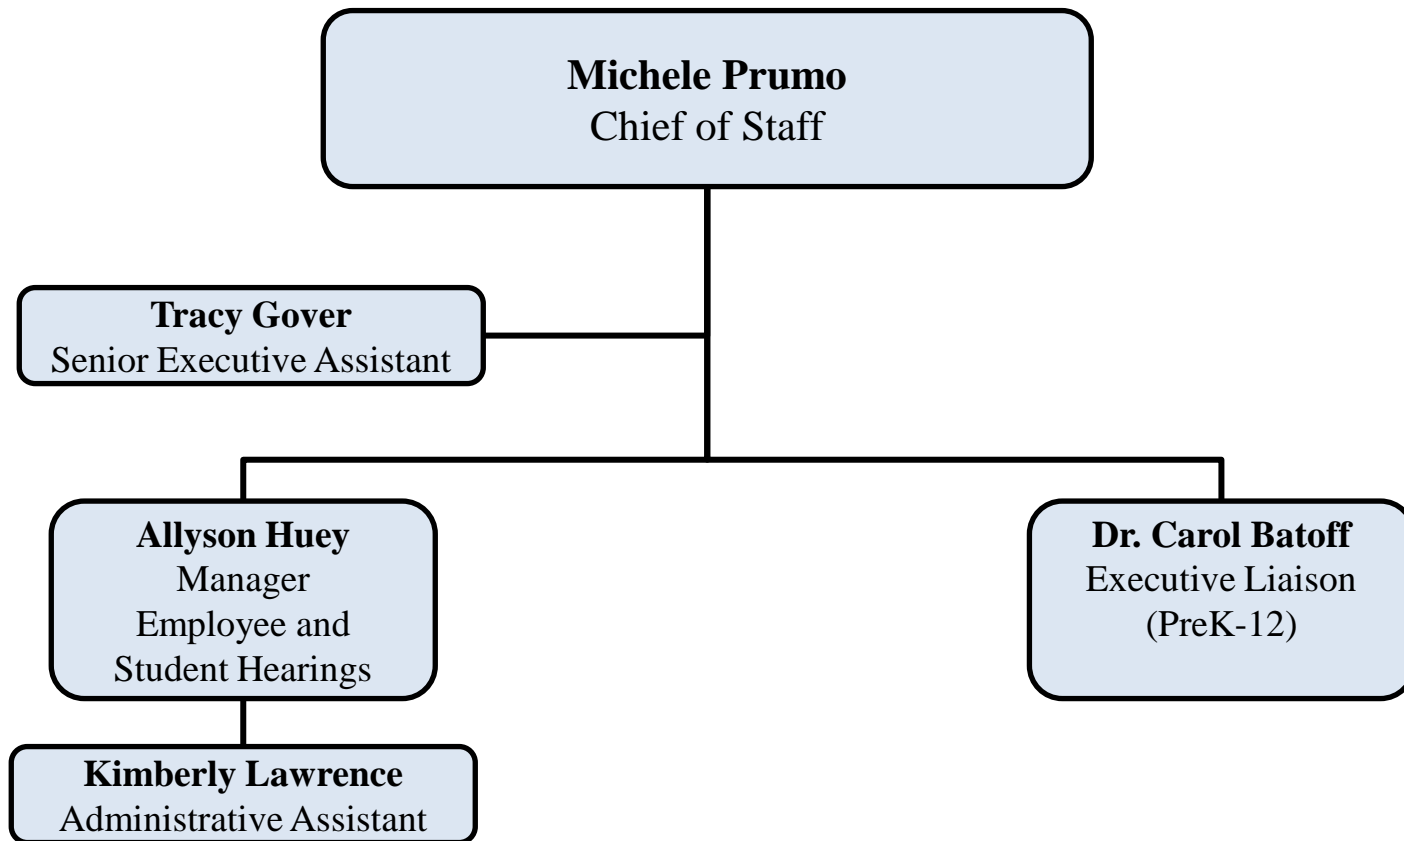 Michele Prumo
Chief of Staff
Tracy Gover
Senior Executive Assistant
Allyson Huey
Manager
Employee and
Student Hearings
Dr. Carol Batoff
Executive Liaison
(PreK-12)
Kimberly Lawrence
Administrative Assistant